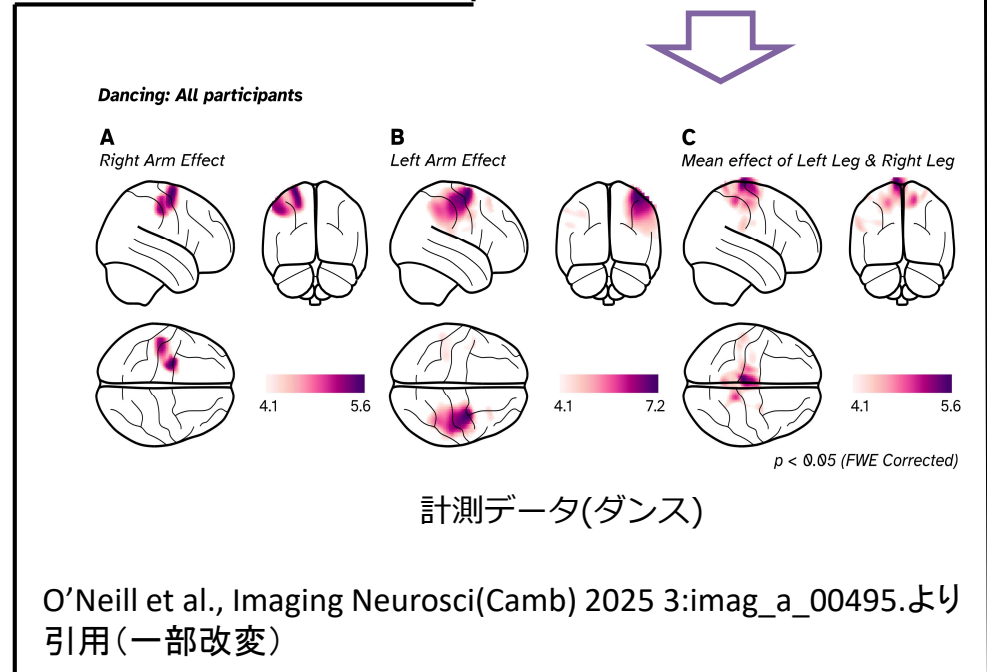 Dancing: All participants
A
Right Arm Effect
B
Left Arm Effect
C
Mean effect of Left Leg & Right Leg
4.1 5.6
4.1 7.2
4.1 5.6
p < 0.05 (FWE Corrected)
計測データ(ダンス)
O’Neill et al., Imaging Neurosci(Camb) 2025 3:imag_a_00495.より
引用（一部改変）